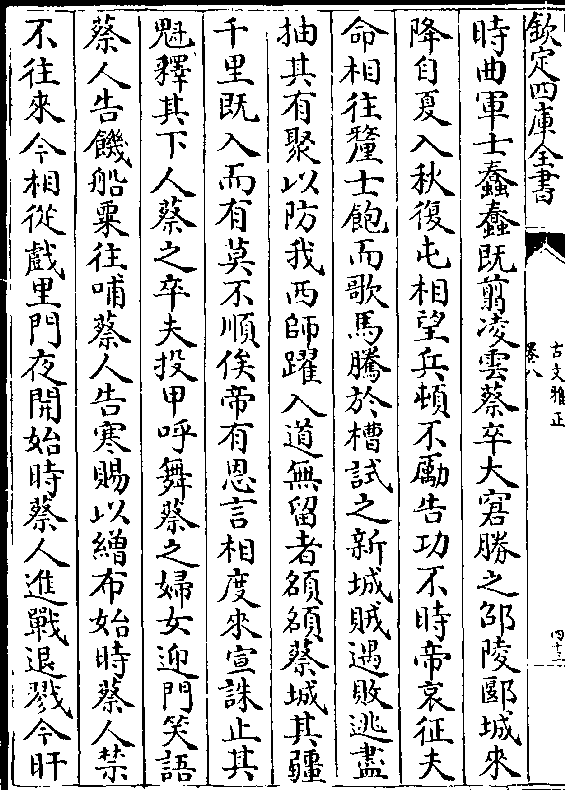 欽定四庫全書
古文雅正
卷八
四十三
時曲軍士蠢蠢既翦凌雲蔡卒大窘勝之邵陵郾城來
降自夏入秋復屯相望兵頓不勵告功不時帝哀征夫
命相往釐士飽而歌馬騰於槽試之新城賊遇敗逃盡
抽其有聚以防我西師躍入道無留者頟頟蔡城其疆
千里既入而有莫不順俟帝有恩言相度來宣誅止其
魁釋其下人蔡之卒夫投甲呼舞蔡之婦女迎門笑語
蔡人告饑船粟往哺蔡人告寒賜以繒布始時蔡人禁
不往來今相從戲里門夜開始時蔡人進戰退戮今旰